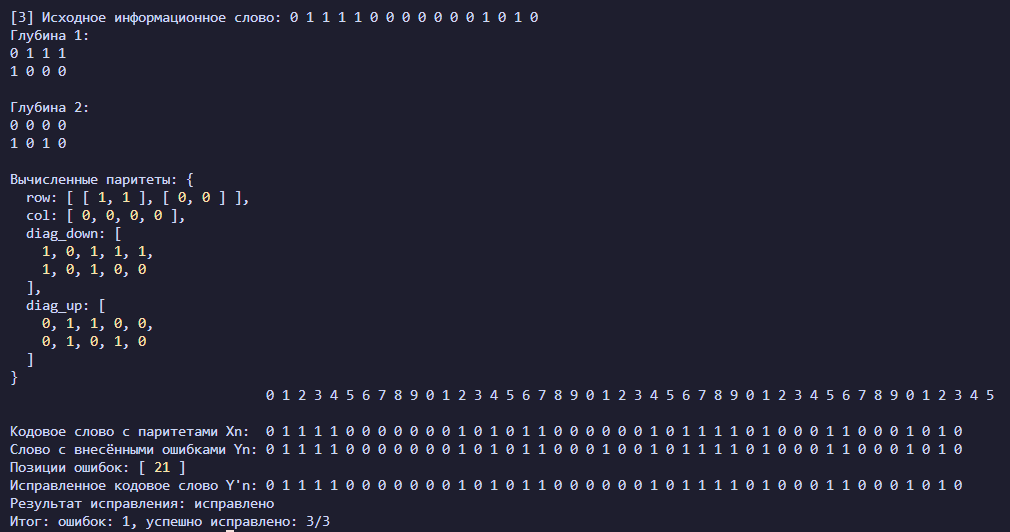 [3] Исходное информационное слово: 0 1 1 1 1 0 0 0 0 0 0 0 1 0 1 0
Глубина 1:
0 1 1 1
1 0 0 0
Глубина 2:
0 0 0 0
1 0 1 0
Вычисленные паритеты: {
row: [ [ 1, 1 ], [ 0, 0 ] ],
col: [ 0, 0, 0, 0 ],
diag_down: [
1, 0, 1, 1, 1,
1, 0, 1, 0, 0
],
diag_up: [
0, 1, 1, 0, 0,
0, 1, 0, 1, 0
]
}
0 1 2 3 4 5 6 7 8 9 0 1 2 3 4 5 6 7 8 9 0 1 2 3 4 5 6 7 8 9 0 1 2 3 4 5 6 7 8 9 0 1 2 3 4 5
Кодовое слово с паритетами Xn: 0 1 1 1 1 0 0 0 0 0 0 0 1 0 1 0 1 1 0 0 0 0 0 0 1 0 1 1 1 1 0 1 0 0 0 1 1 0 0 0 1 0 1 0
Слово с внесёнными ошибками Yn: 0 1 1 1 1 0 0 0 0 0 0 0 1 0 1 0 1 1 0 0 0 1 0 0 1 0 1 1 1 1 0 1 0 0 0 1 1 0 0 0 1 0 1 0
Позиции ошибок: [ 21 ]
Исправленное кодовое слово Y'n: 0 1 1 1 1 0 0 0 0 0 0 0 1 0 1 0 1 1 0 0 0 0 0 0 1 0 1 1 1 1 0 1 0 0 0 1 1 0 0 0 1 0 1 0
Результат исправления: исправлено
Итог: ошибок: 1, успешно исправлено: 3/3